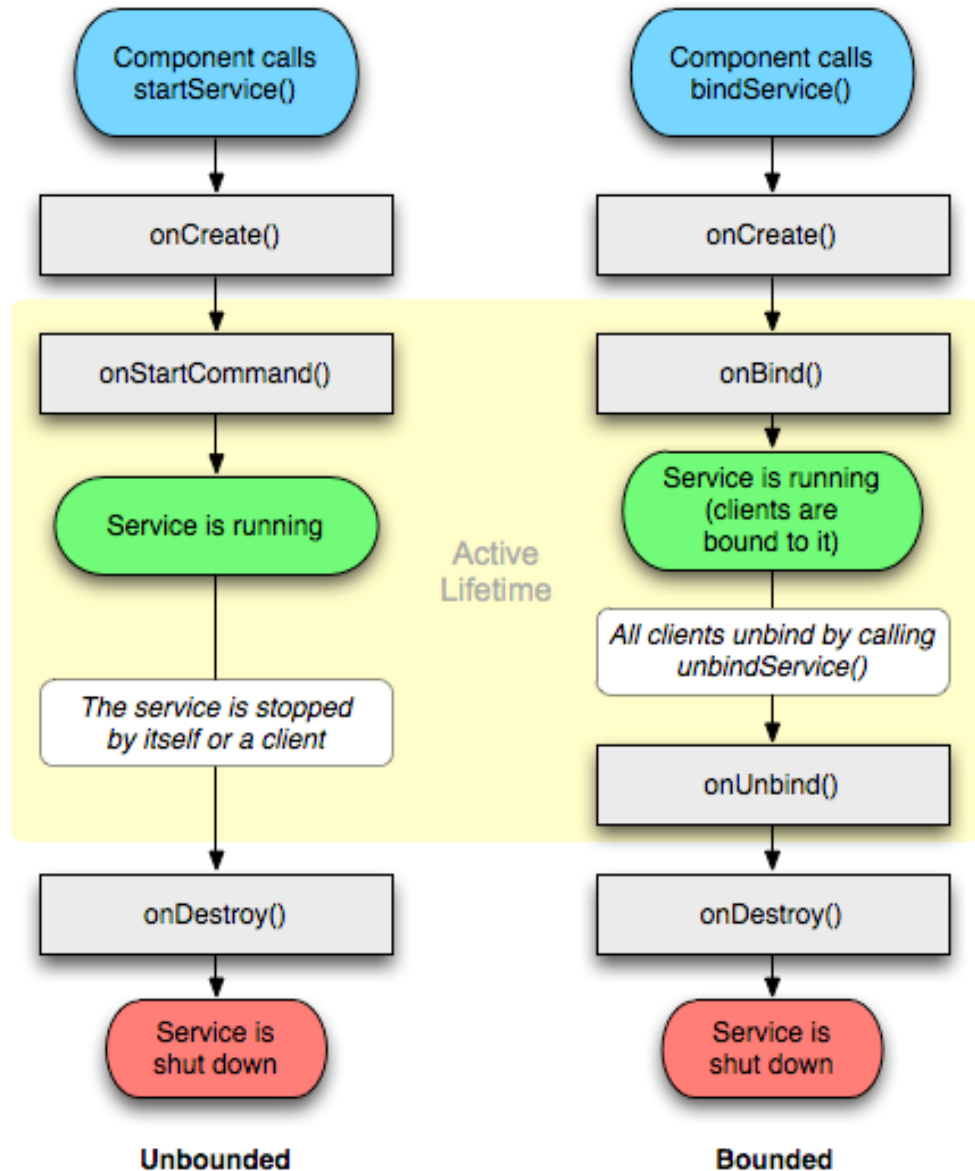 Component calls
startService()
onCreate()
onStartCommand()
Service is running
The service is stopped
by itself or a client
onDestroy()
Service is
shut down
Unbounded
Active
Lifetime
Component calls
bindService()
onCreate()
onBind()
Service is running
(clients are
bound to it)
All clients unbind by calling
unbindService()
onUnbind()
onDestroy()
Service is
shut down
Bounded